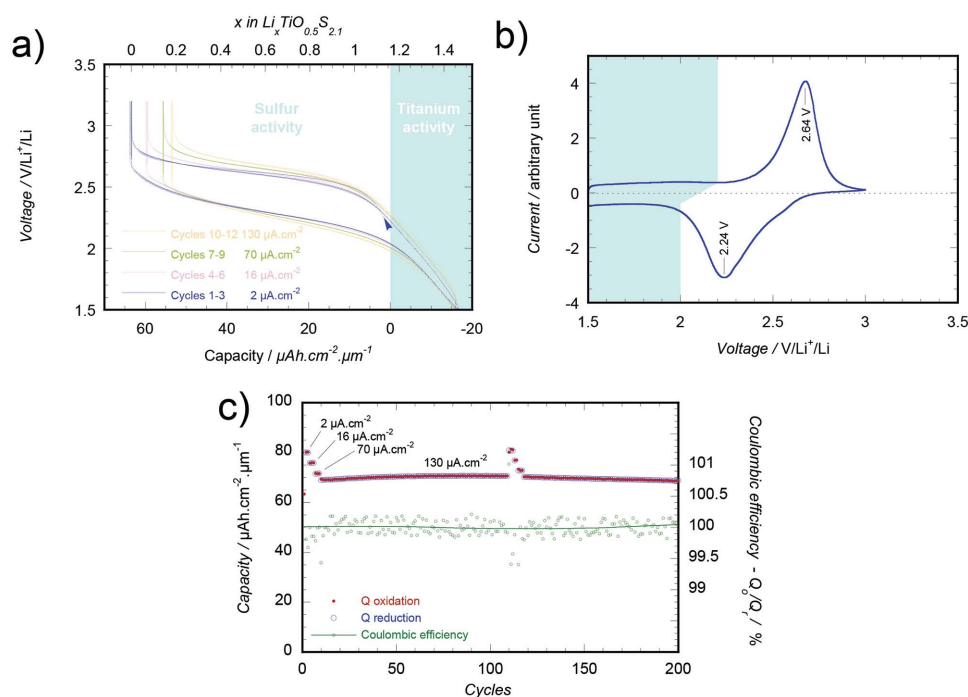 a)
x in LiₓTiO₀.₅S₂.₁
0 0.2 0.4 0.6 0.8 1 1.2 1.4
3.5
3
2.5
2
1.5
Voltage / V/Li⁺/Li
Sulfur
activity
Titanium
activity
Cycles 10-12 130 µA.cm⁻²
Cycles 7-9 70 µA.cm⁻²
Cycles 4-6 16 µA.cm⁻²
Cycles 1-3 2 µA.cm⁻²
60 40 20 0 -20
Capacity / µAh.cm⁻².µm⁻¹
b)
4
2
0
-2
-4
Current / arbitrary unit
2.64 V
2.24 V
1.5 2 2.5 3 3.5
Voltage / V/Li⁺/Li
c)
100
80
60
40
20
0
Capacity / µAh.cm⁻².µm⁻¹
2 µA.cm⁻²
16 µA.cm⁻²
70 µA.cm⁻²
130 µA.cm⁻²
101
100.5
100
99.5
99
Coulombic efficiency - Qₒ/Qᵣ / %
Q oxidation
Q reduction
Coulombic efficiency
0 50 100 150 200
Cycles